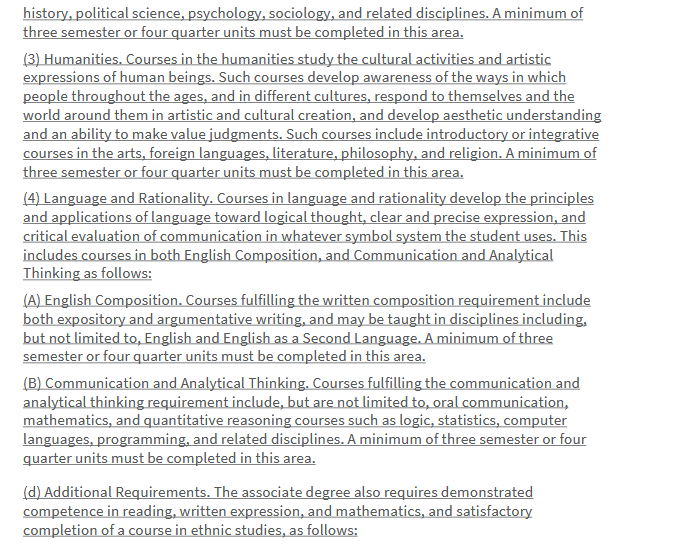 history, political science, psychology, sociology, and related disciplines. A minimum of
three semester or four quarter units must be completed in this area.
(3) Humanities. Courses in the humanities study the cultural activities and artistic
expressions of human beings. Such courses develop awareness of the ways in which
people throughout the ages, and in different cultures, respond to themselves and the
world around them in artistic and cultural creation, and develop aesthetic understanding
and an ability to make value judgments. Such courses include introductory or integrative
courses in the arts, foreign languages, literature, philosophy, and religion. A minimum of
three semester or four quarter units must be completed in this area.
(4) Language and Rationality. Courses in language and rationality develop the principles
and applications of language toward logical thought, clear and precise expression, and
critical evaluation of communication in whatever symbol system the student uses. This
includes courses in both English Composition, and Communication and Analytical
Thinking as follows:
(A) English Composition. Courses fulfilling the written composition requirement include
both expository and argumentative writing, and may be taught in disciplines including,
but not limited to, English and English as a Second Language. A minimum of three
semester or four quarter units must be completed in this area.
(B) Communication and Analytical Thinking. Courses fulfilling the communication and
analytical thinking requirement include, but are not limited to, oral communication,
mathematics, and quantitative reasoning courses such as logic, statistics, computer
languages, programming, and related disciplines. A minimum of three semester or four
quarter units must be completed in this area.
(d) Additional Requirements. The associate degree also requires demonstrated
competence in reading, written expression, and mathematics, and satisfactory
completion of a course in ethnic studies, as follows: